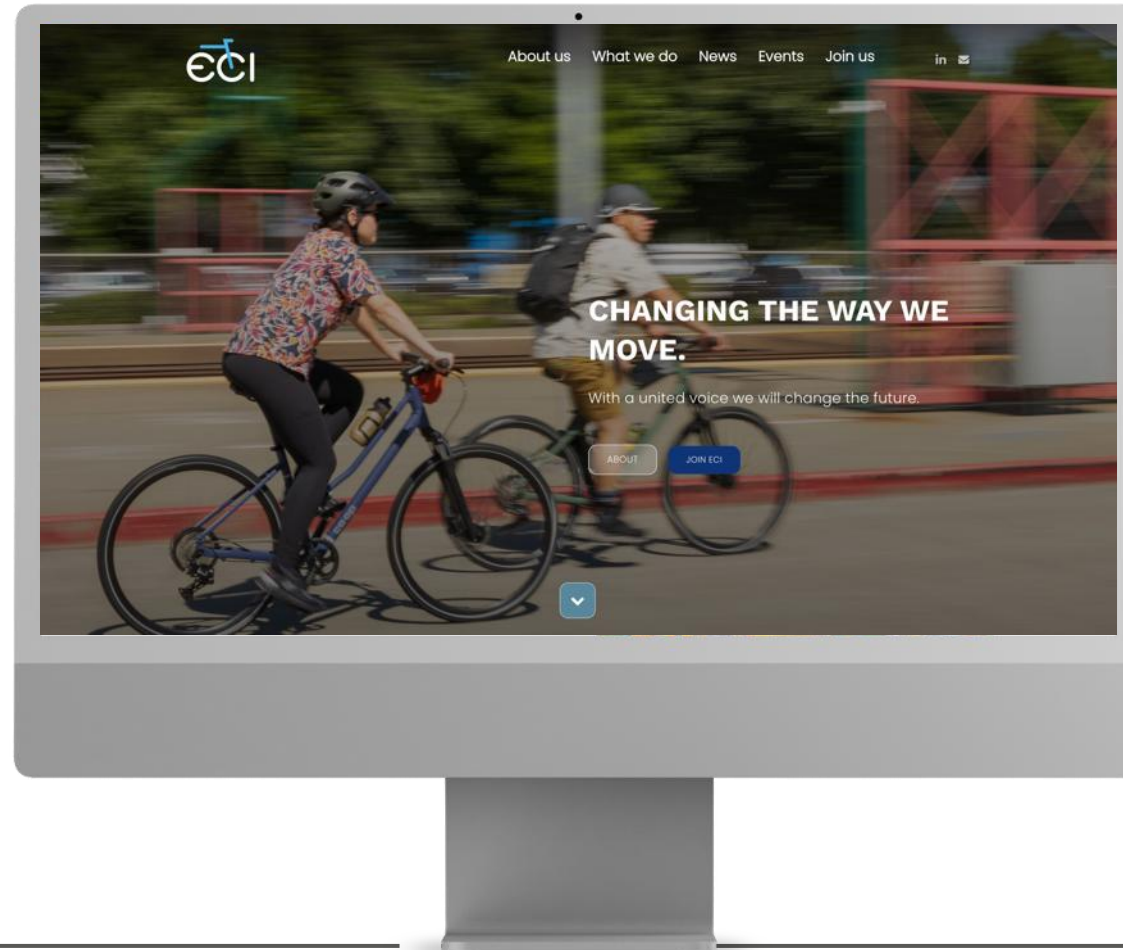 ECI
About us What we do News Events Join us
in
CHANGING THE WAY WE
MOVE.
With a united voice we will change the future.
ABOUT JOIN ECI